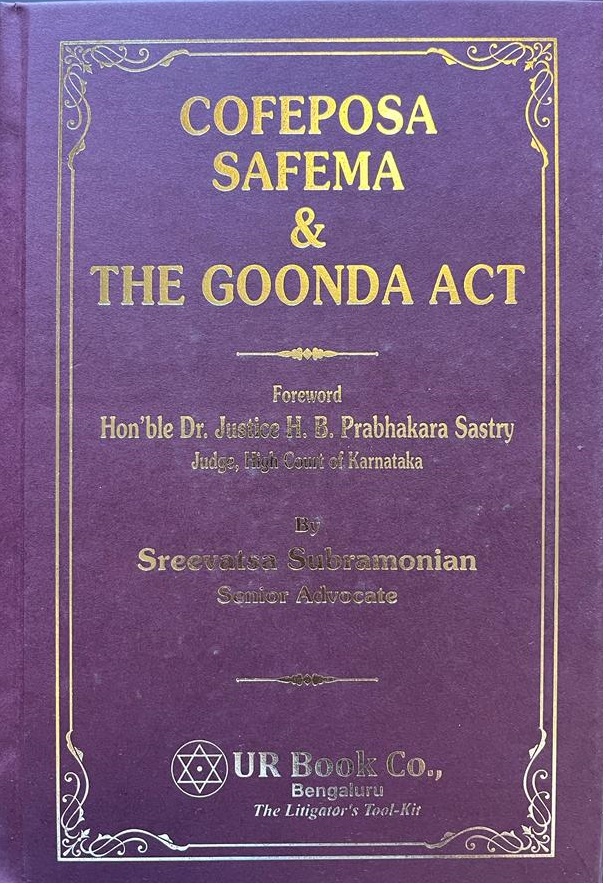 COFEPOSA
SAFEMA
&
THE GOONDA ACT
Foreword
Hon'ble Dr. Justice H. B. Prabhakara Sastry
Judge, High Court of Karnataka
By
Sreevatsa Subramonian
Senior Advocate
UR Book Co.,
Bengaluru
The Litigator's Tool-Kit